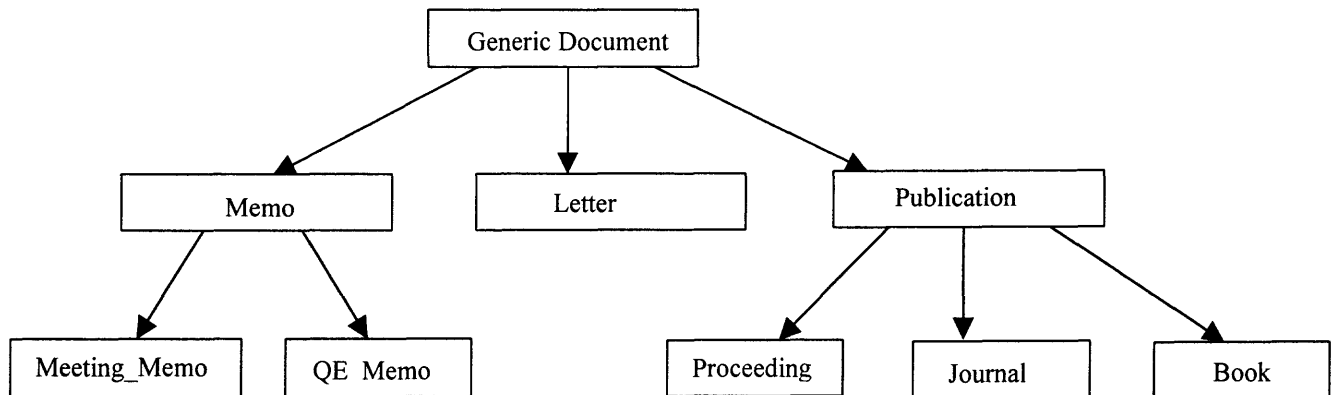 Generic Document
Memo
Letter
Publication
Meeting_Memo
QE Memo
Proceeding
Journal
Book